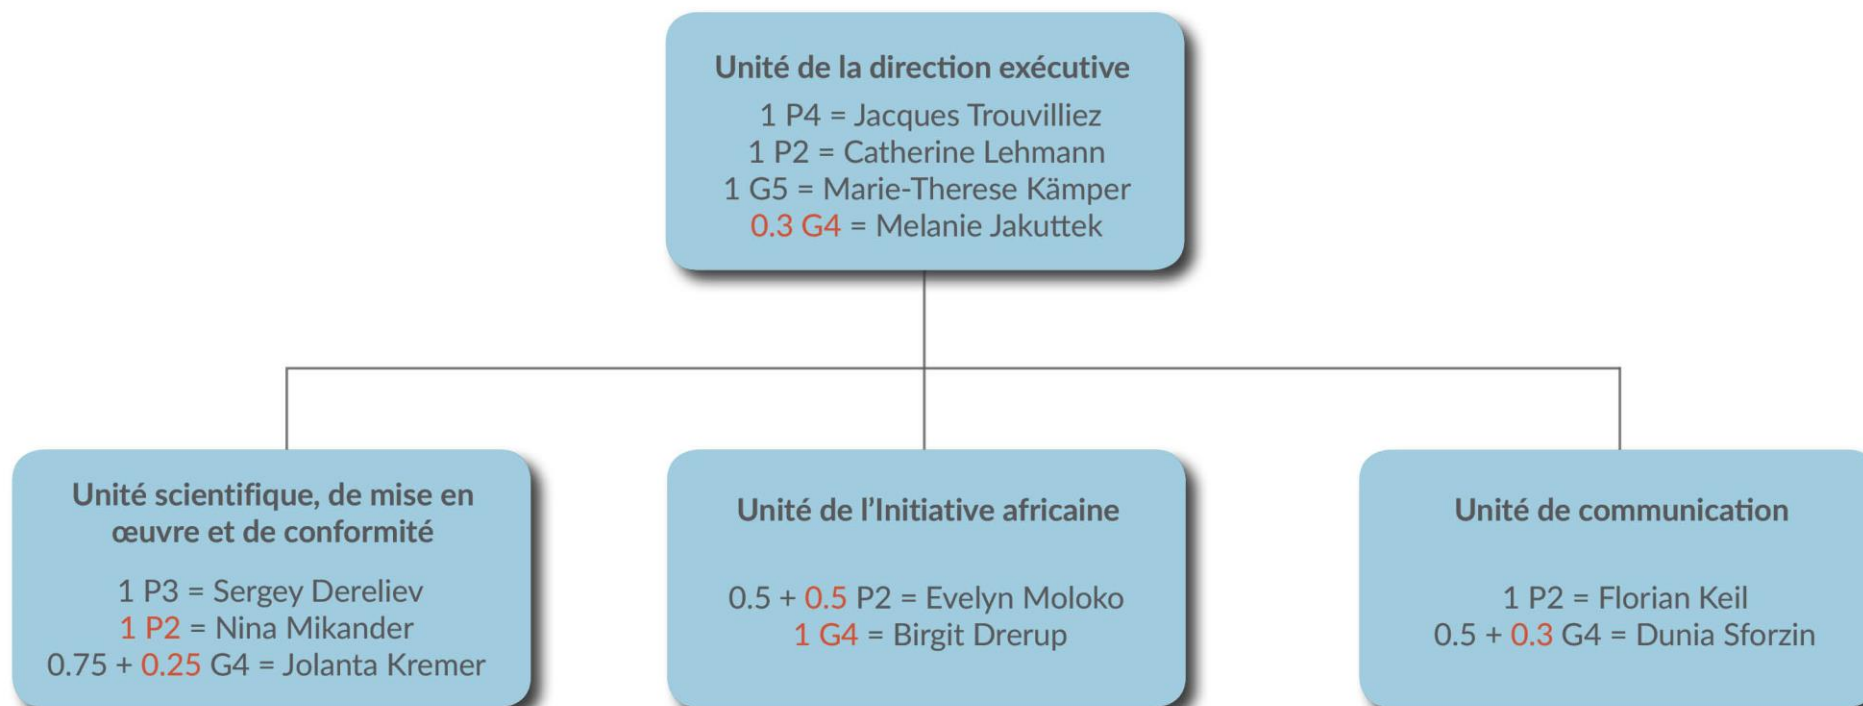 Unité de la direction exécutive
1 P4 = Jacques Trouvilliez
1 P2 = Catherine Lehmann
1 G5 = Marie-Therese Kämper
0.3 G4 = Melanie Jakuttek
Unité scientifique, de mise en
œuvre et de conformité
1 P3 = Sergey Dereliev
1 P2 = Nina Mikander
0.75 + 0.25 G4 = Jolanta Kremer
Unité de l’Initiative africaine
0.5 + 0.5 P2 = Evelyn Moloko
1 G4 = Birgit Drerup
Unité de communication
1 P2 = Florian Keil
0.5 + 0.3 G4 = Dunia Sforzin